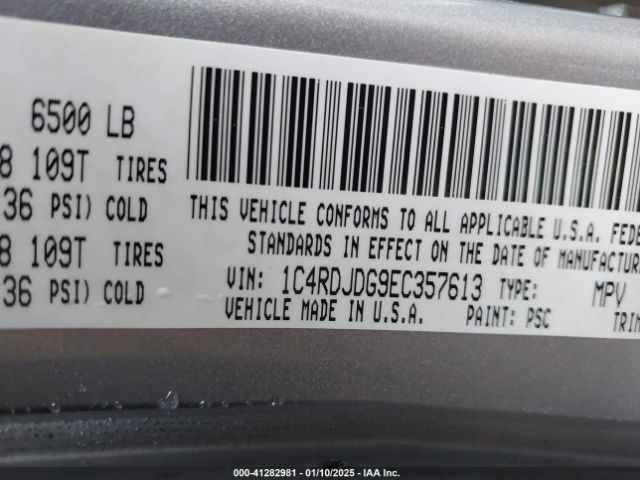 6500 LB
8 109T TIRES
36 PSI) COLD
8 109T TIRES
36 PSI) COLD
THIS VEHICLE CONFORMS TO ALL APPLICABLE U.S.A. FEDE
STANDARDS IN EFFECT ON THE DATE OF MANUFACTUR
VIN: 1C4RDJDG9EC357613 TYPE: MPV
VEHICLE MADE IN U.S.A. PAINT: PSC TRIM
000-41282981 - 01/10/2025 - IAA Inc.